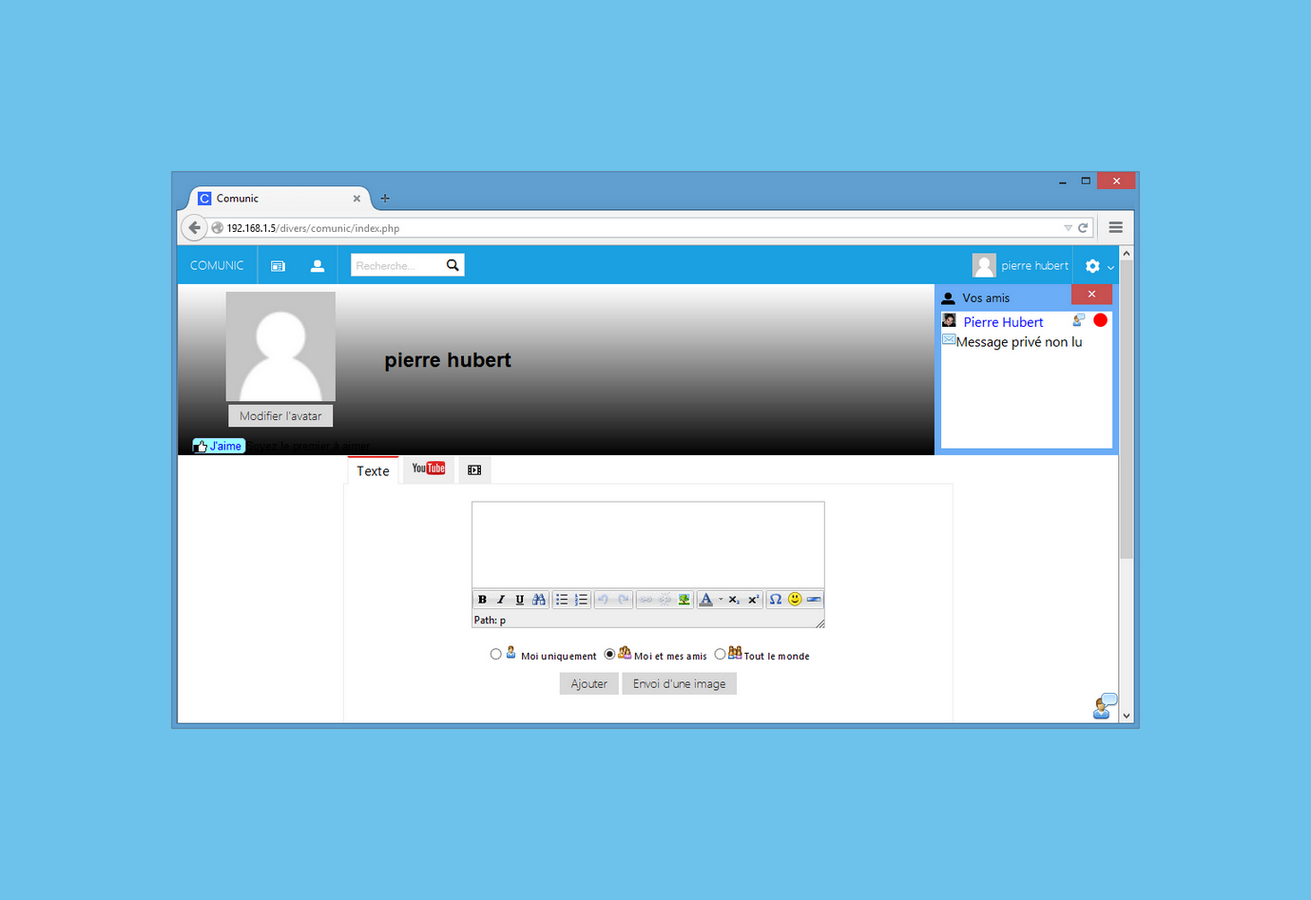 Comunic
192.168.1.5/divers/comunic/index.php
COMUNIC
Recherche...
pierre hubert
Vos amis
Pierre Hubert
Message privé non lu
pierre hubert
Modifier l'avatar
J'aime Soyez le premier à aimer
Texte
YouTube
B I U
A x₂ x² Ω
Path: p
Moi uniquement Moi et mes amis Tout le monde
Ajouter Envoi d'une image